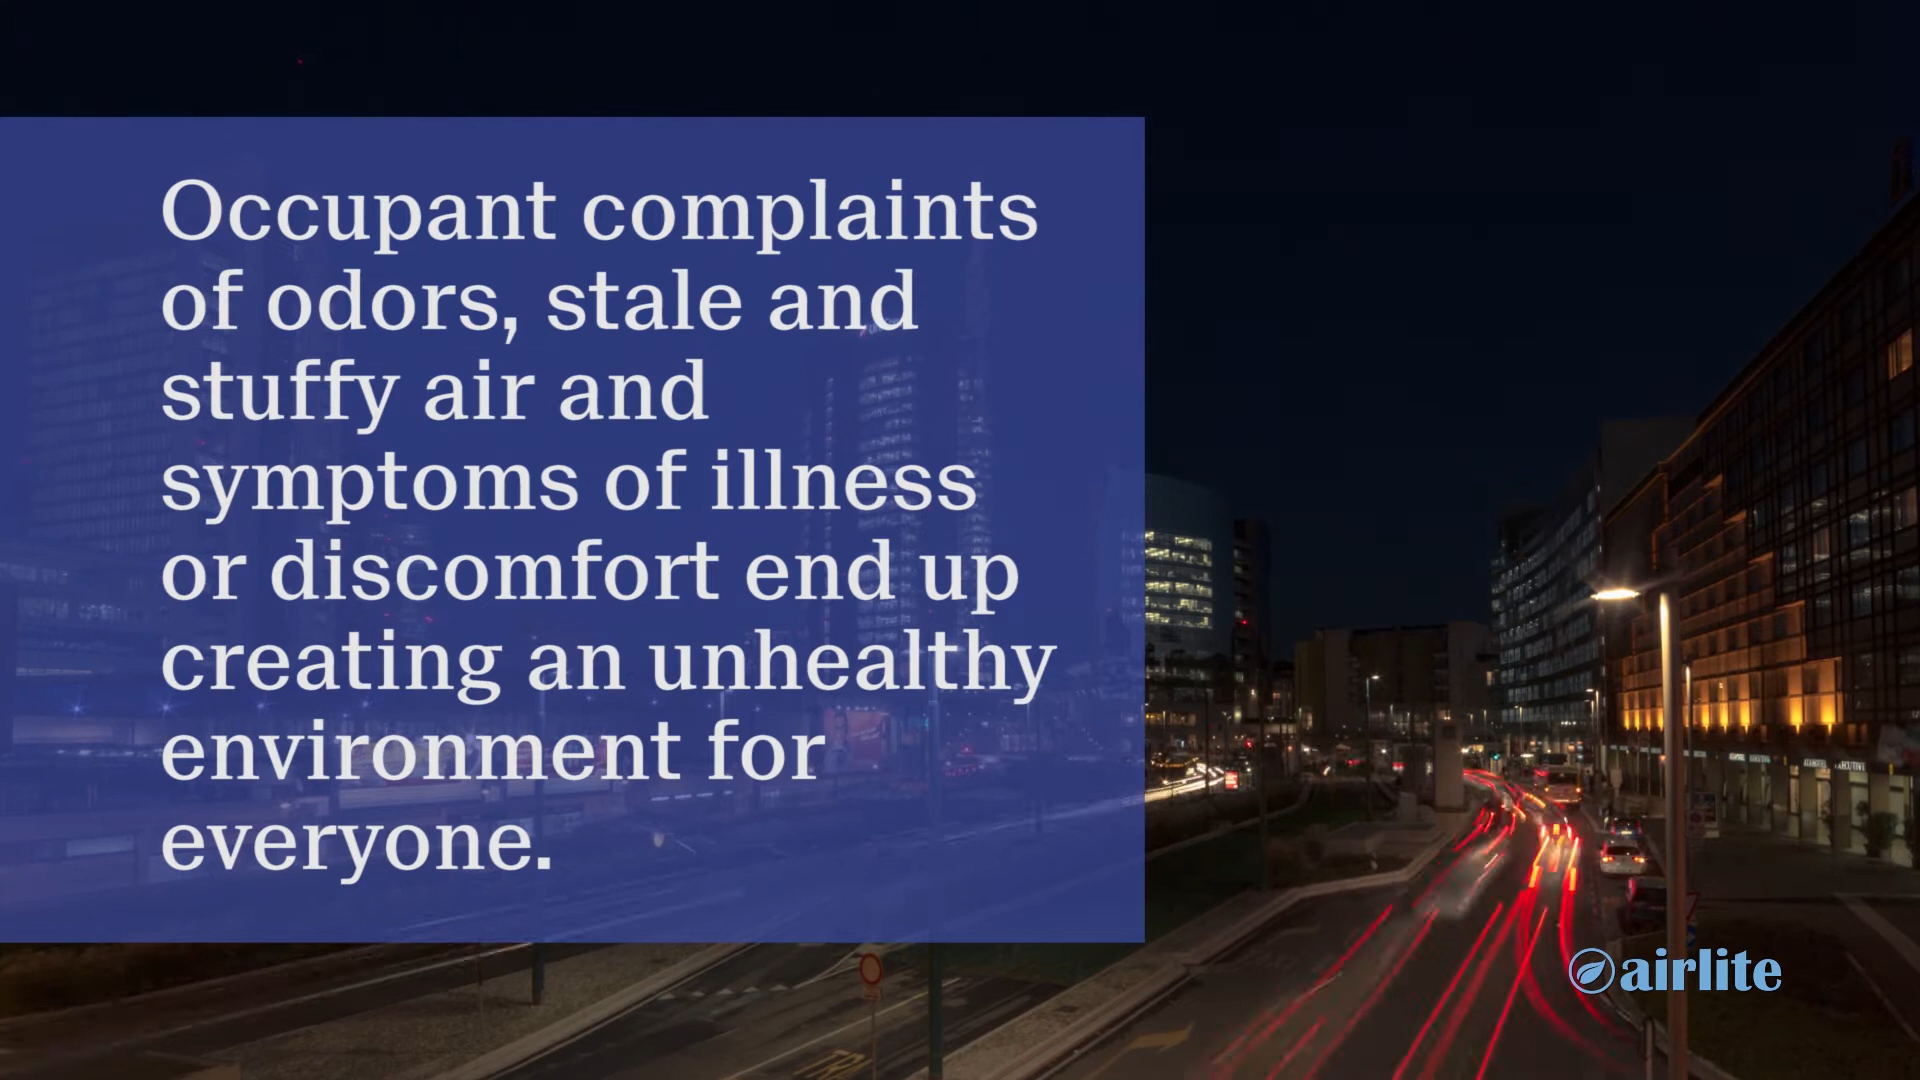 Occupant complaints
of odors, stale and
stuffy air and
symptoms of illness
or discomfort end up
creating an unhealthy
environment for
everyone.
airlite